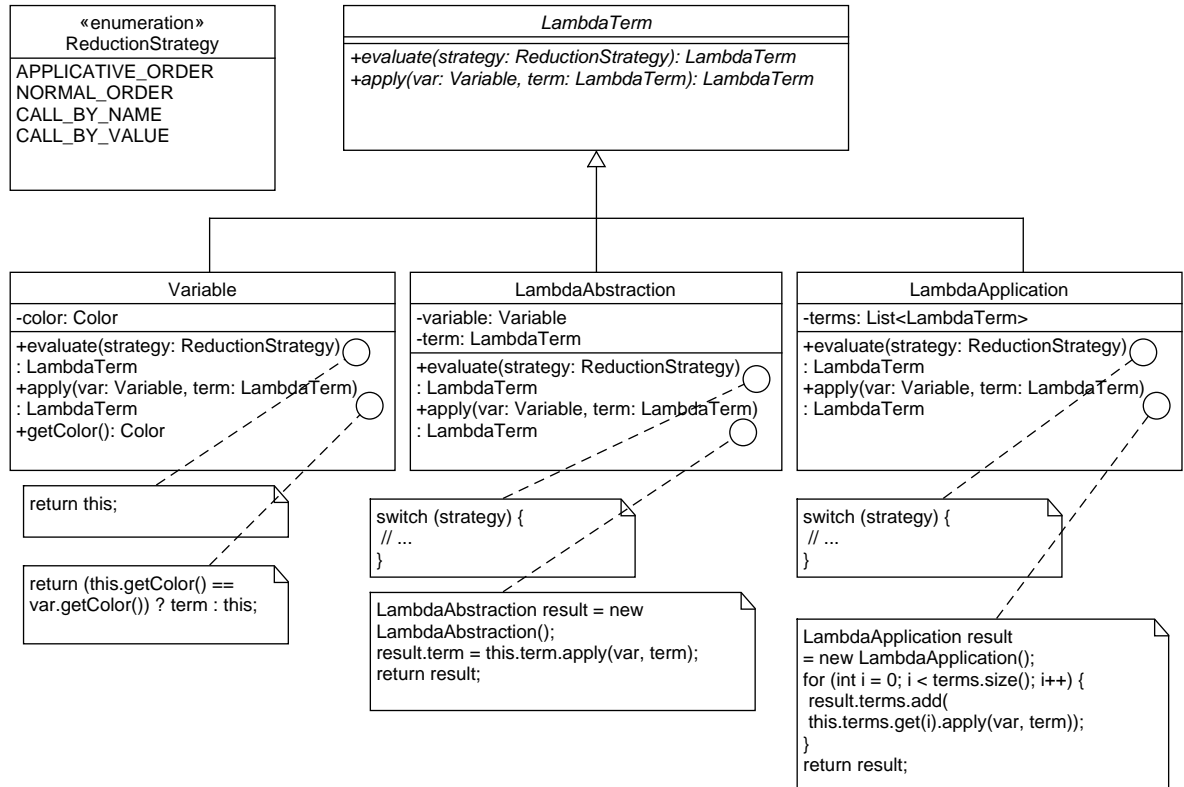 «enumeration»
ReductionStrategy
APPLICATIVE_ORDER
NORMAL_ORDER
CALL_BY_NAME
CALL_BY_VALUE
LambdaTerm
+evaluate(strategy: ReductionStrategy): LambdaTerm
+apply(var: Variable, term: LambdaTerm): LambdaTerm
Variable
-color: Color
+evaluate(strategy: ReductionStrategy)
: LambdaTerm
+apply(var: Variable, term: LambdaTerm)
: LambdaTerm
+getColor(): Color
return this;
return (this.getColor() ==
var.getColor()) ? term : this;
LambdaAbstraction
-variable: Variable
-term: LambdaTerm
+evaluate(strategy: ReductionStrategy)
: LambdaTerm
+apply(var: Variable, term: LambdaTerm)
: LambdaTerm
switch (strategy) {
// ...
}
LambdaAbstraction result = new
LambdaAbstraction();
result.term = this.term.apply(var, term);
return result;
LambdaApplication
-terms: List<LambdaTerm>
+evaluate(strategy: ReductionStrategy)
: LambdaTerm
+apply(var: Variable, term: LambdaTerm)
: LambdaTerm
switch (strategy) {
// ...
}
LambdaApplication result
= new LambdaApplication();
for (int i = 0; i < terms.size(); i++) {
result.terms.add(
this.terms.get(i).apply(var, term));
}
return result;